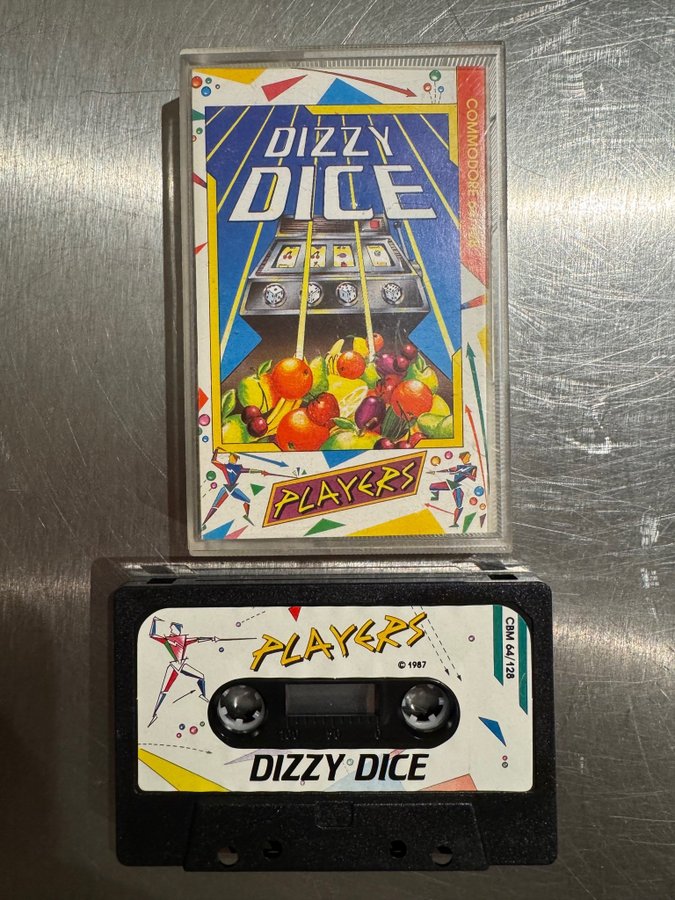 DIZZY
DICE
COMMODORE 64/128
PLAYERS
PLAYERS
© 1987
CBM 64/128
DIZZY DICE